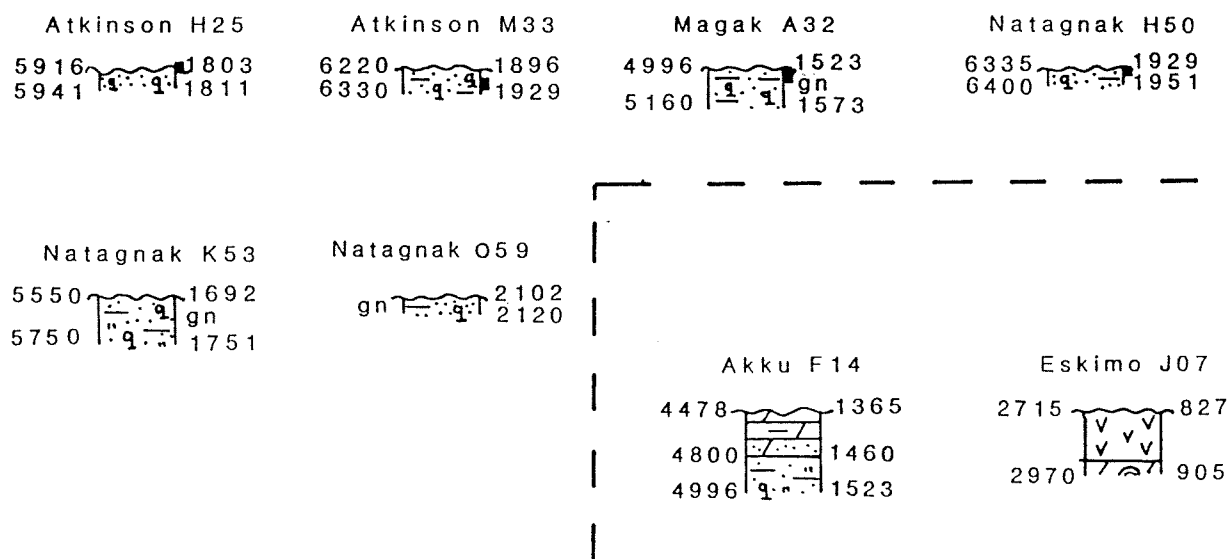 Atkinson H25
5916 1803
q q
5941 1811
Atkinson M33
6220 1896
q q
6330 1929
Magak A32
4996 1523
q gn
5160 q 1573
Natagnak H50
6335 1929
6400 q 1951
Natagnak K53
5550 1692
q gn
5750 " q " 1751
Natagnak O59
2102
gn q 2120
Akku F14
4478 1365
4800 1460
"
4996 q " 1523
Eskimo J07
2715 827
v v
v
v v
2970 905